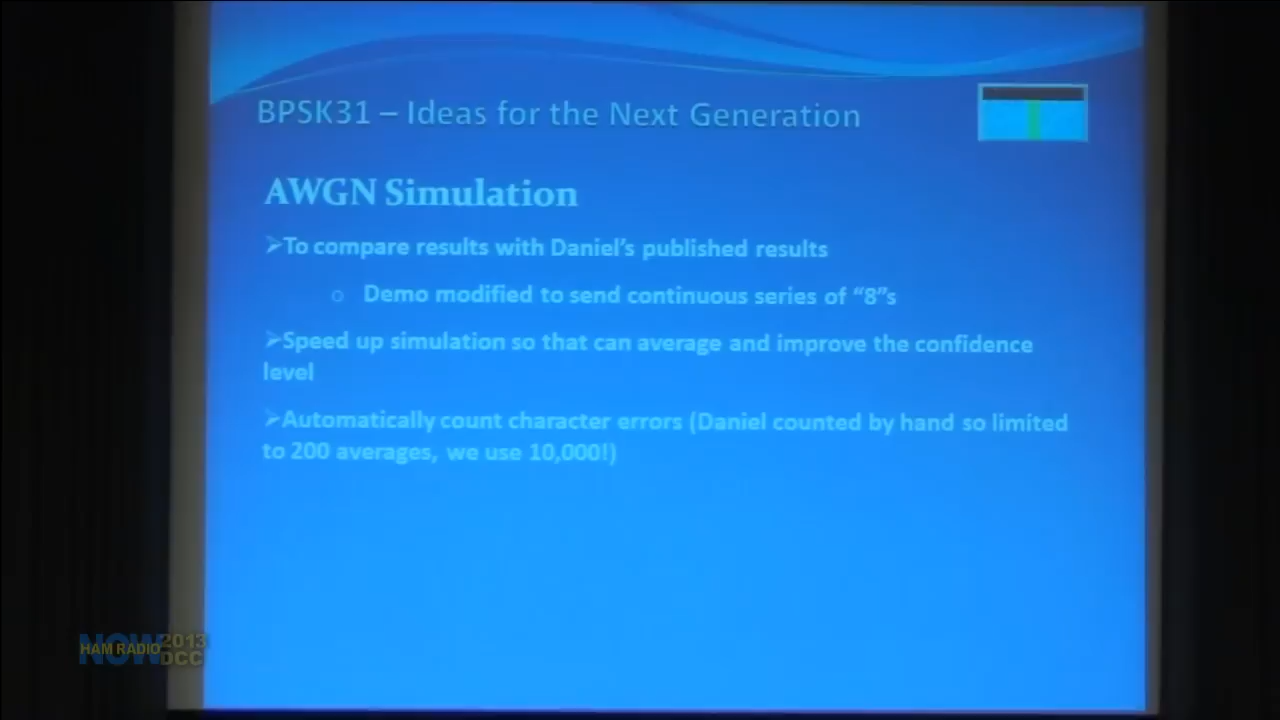 BPSK31 – Ideas for the Next Generation
AWGN Simulation
➢To compare results with Daniel's published results
o Demo modified to send continuous series of “8”s
➢Speed up simulation so that can average and improve the confidence
level
➢Automatically count character errors (Daniel counted by hand so limited
to 200 averages, we use 10,000!)
NOW
HAM RADIO
2013
DCC